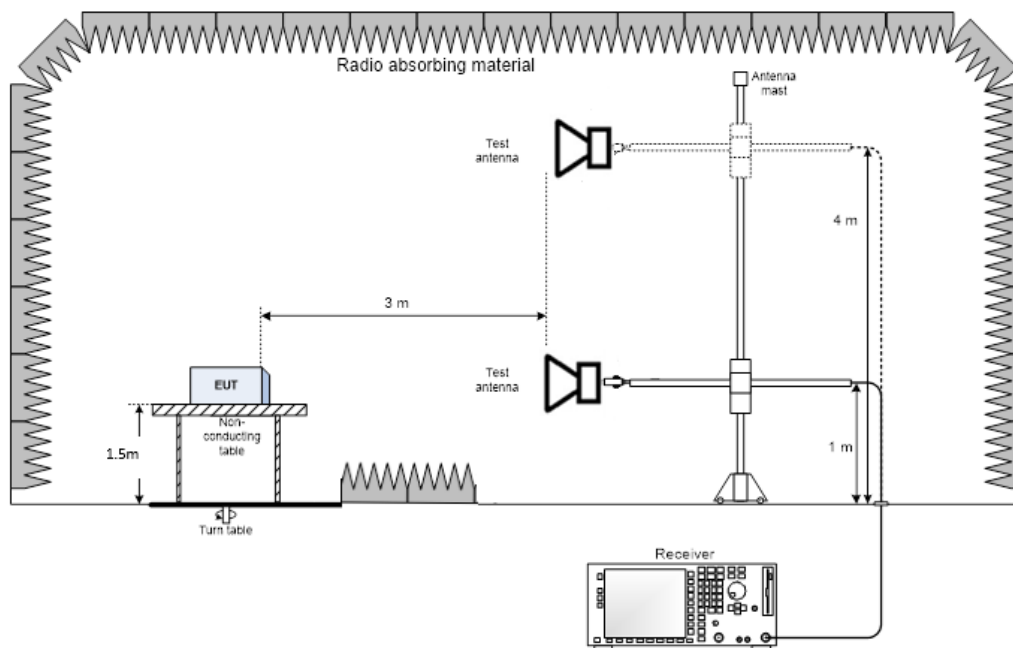 Radio absorbing material
Antenna
mast
Test
antenna
4 m
3 m
Test
antenna
EUT
Non-
conducting
table
1.5m
1 m
Turn table
Receiver